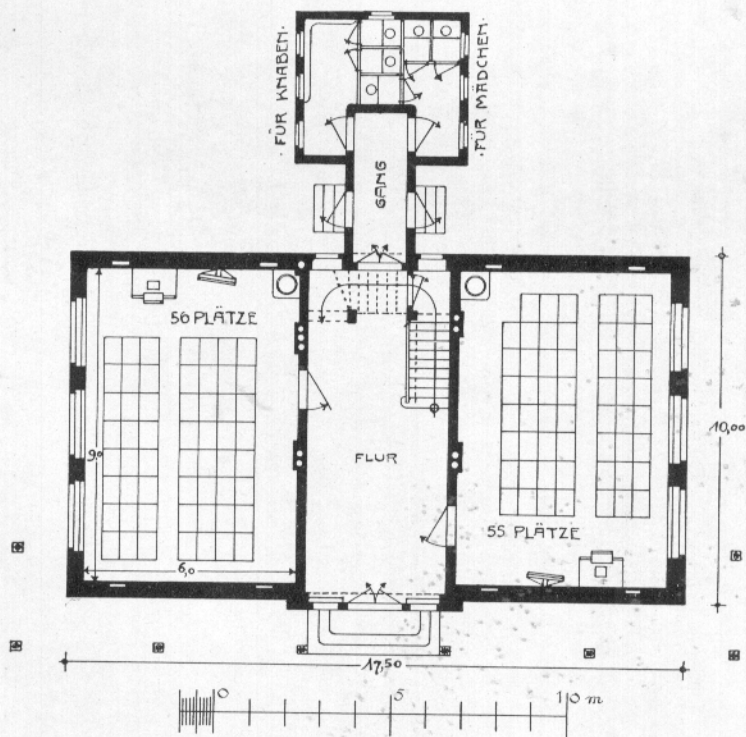 · FÜR KNABEN ·
· FÜR MÄDCHEN ·
GANG
56 PLÄTZE
FLUR
55 PLÄTZE
9,0
6,0
10,00
17,50
0 5 10 m